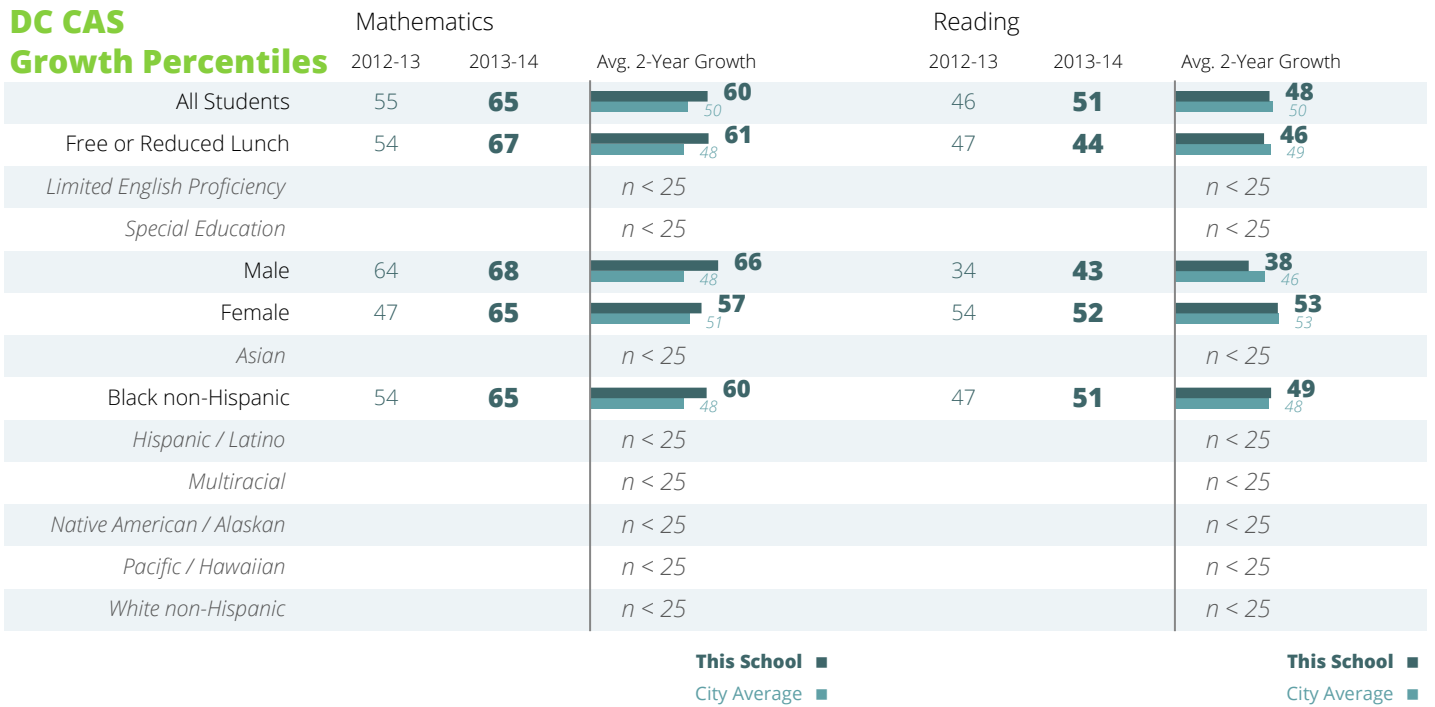 DC CAS Mathematics Reading
Growth Percentiles 2012-13 2013-14 Avg. 2-Year Growth 2012-13 2013-14 Avg. 2-Year Growth
All Students 55 65 60 50 46 51 48 50
Free or Reduced Lunch 54 67 61 48 47 44 46 49
Limited English Proficiency n < 25 n < 25
Special Education n < 25 n < 25
Male 64 68 66 48 34 43 38 46
Female 47 65 57 51 54 52 53 53
Asian n < 25 n < 25
Black non-Hispanic 54 65 60 48 47 51 49 48
Hispanic / Latino n < 25 n < 25
Multiracial n < 25 n < 25
Native American / Alaskan n < 25 n < 25
Pacific / Hawaiian n < 25 n < 25
White non-Hispanic n < 25 n < 25
This School This School
City Average City Average